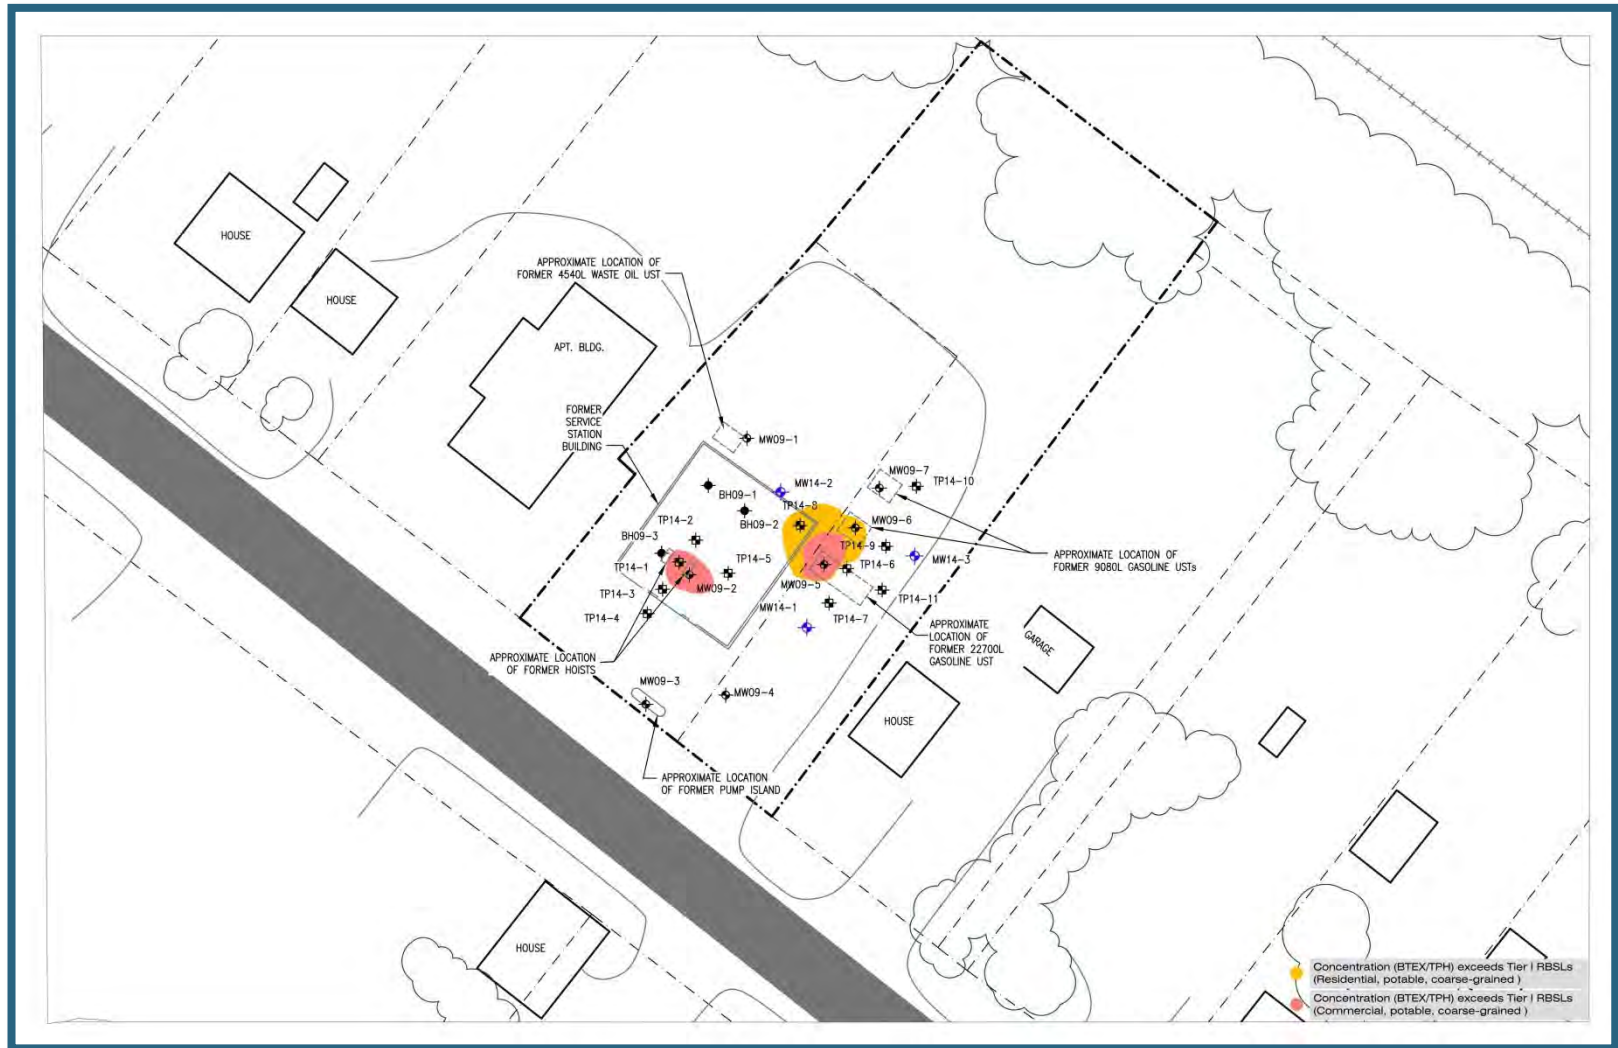 HOUSE
HOUSE
APPROXIMATE LOCATION OF
FORMER 4540L WASTE OIL UST
APT. BLDG.
FORMER
SERVICE
STATION
BUILDING
MW09-1
MW09-7
TP14-10
MW14-2
BH09-1
TP14-8
BH09-2
MW09-6
TP14-2
BH09-3
TP14-9
TP14-5
TP14-6
MW14-3
APPROXIMATE LOCATION OF
FORMER 9080L GASOLINE USTs
TP14-1
MW09-2
MW09-5
TP14-3
TP14-11
MW14-1
TP14-4
TP14-7
APPROXIMATE
LOCATION OF
FORMER 22700L
GASOLINE UST
GARAGE
APPROXIMATE LOCATION
OF FORMER HOISTS
MW09-3
MW09-4
HOUSE
APPROXIMATE LOCATION
OF FORMER PUMP ISLAND
HOUSE
Concentration (BTEX/TPH) exceeds Tier I RBSLs
(Residential, potable, coarse-grained )
Concentration (BTEX/TPH) exceeds Tier I RBSLs
(Commercial, potable, coarse-grained )